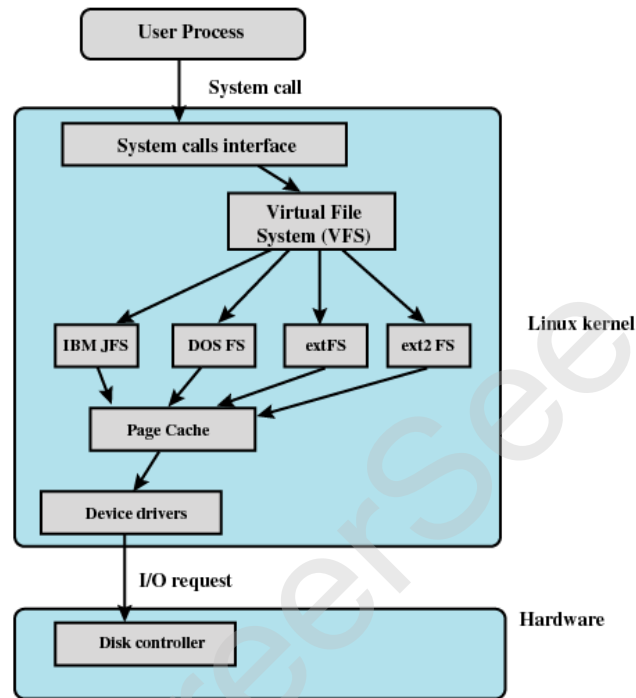 User Process
System call
System calls interface
Virtual File
System (VFS)
IBM JFS
DOS FS
extFS
ext2 FS
Linux kernel
Page Cache
Device drivers
I/O request
Hardware
Disk controller